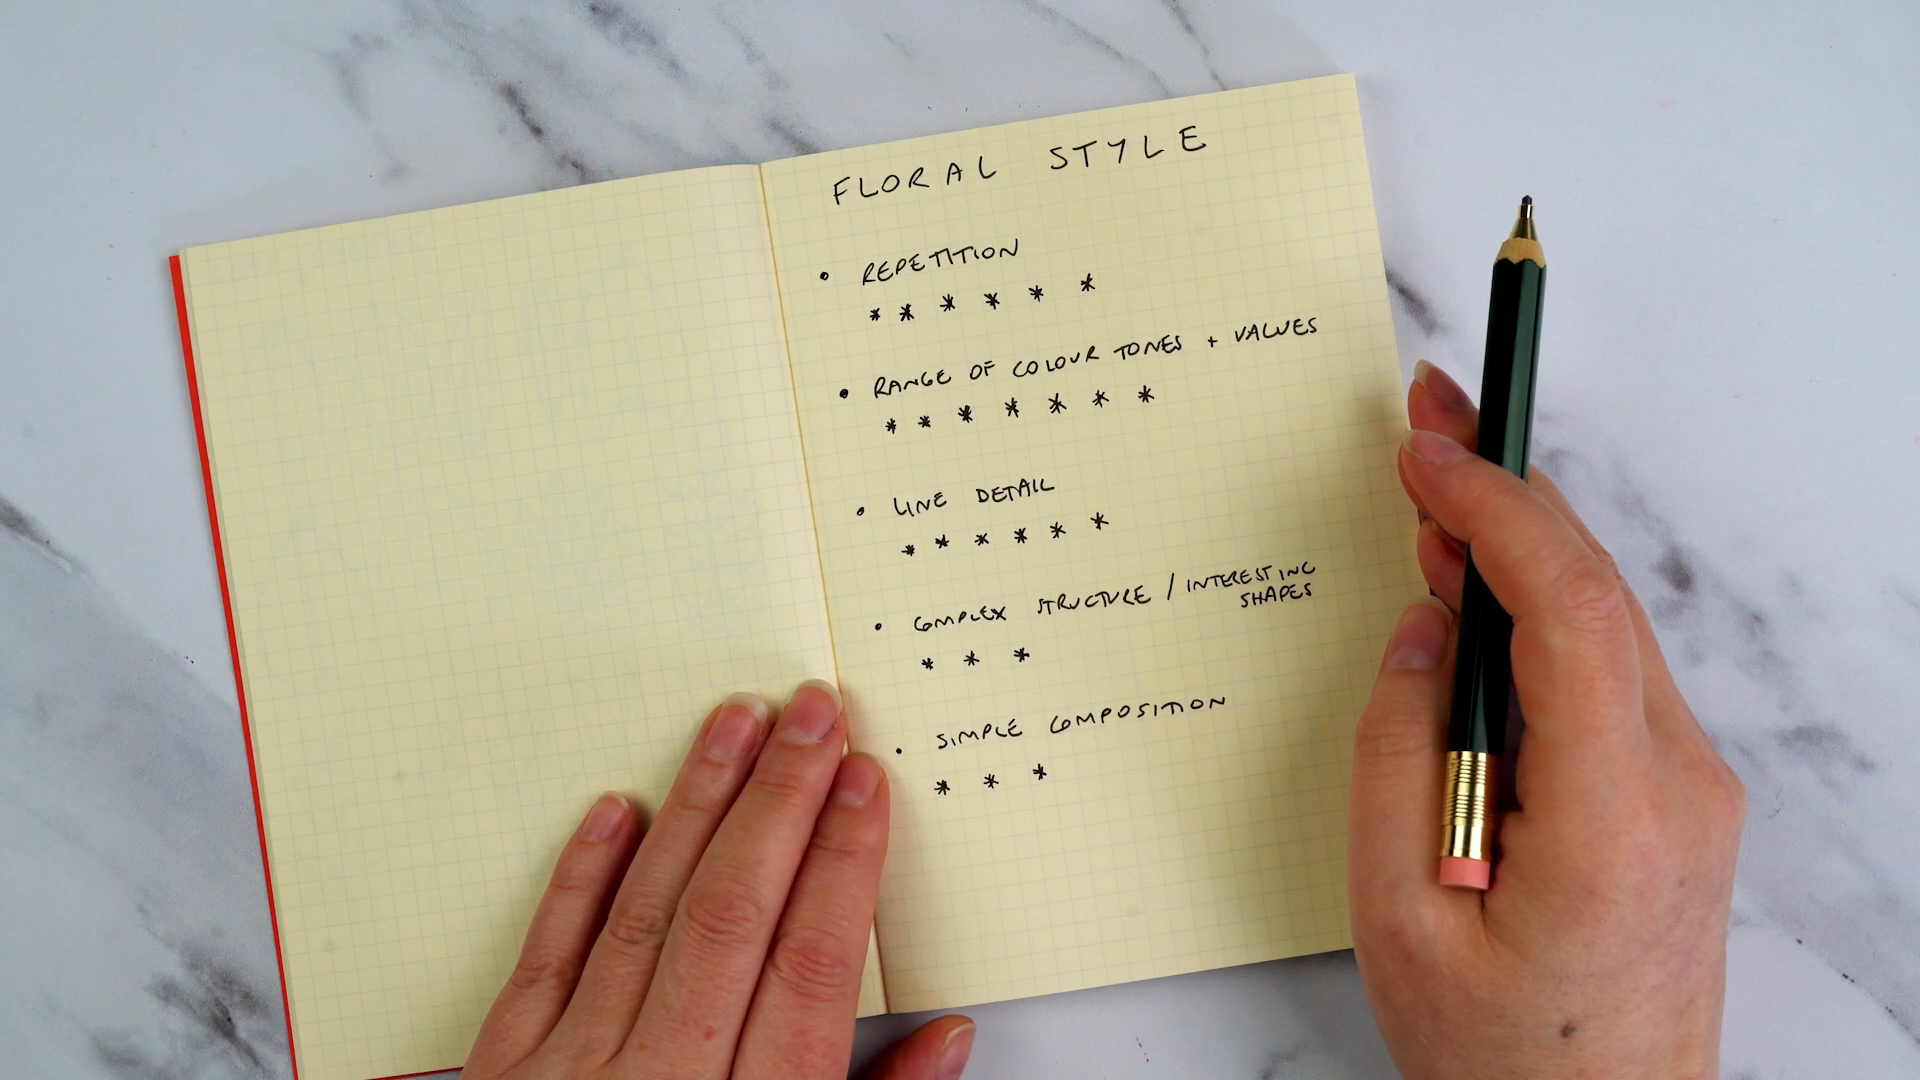 FLORAL STYLE
• REPETITION
* * * * * *
• RANGE OF COLOUR TONES + VALUES
* * * * * * *
• LINE DETAIL
* * * * * *
• COMPLEX STRUCTURE / INTERESTING
SHAPES
* * *
• SIMPLE COMPOSITION
* * *